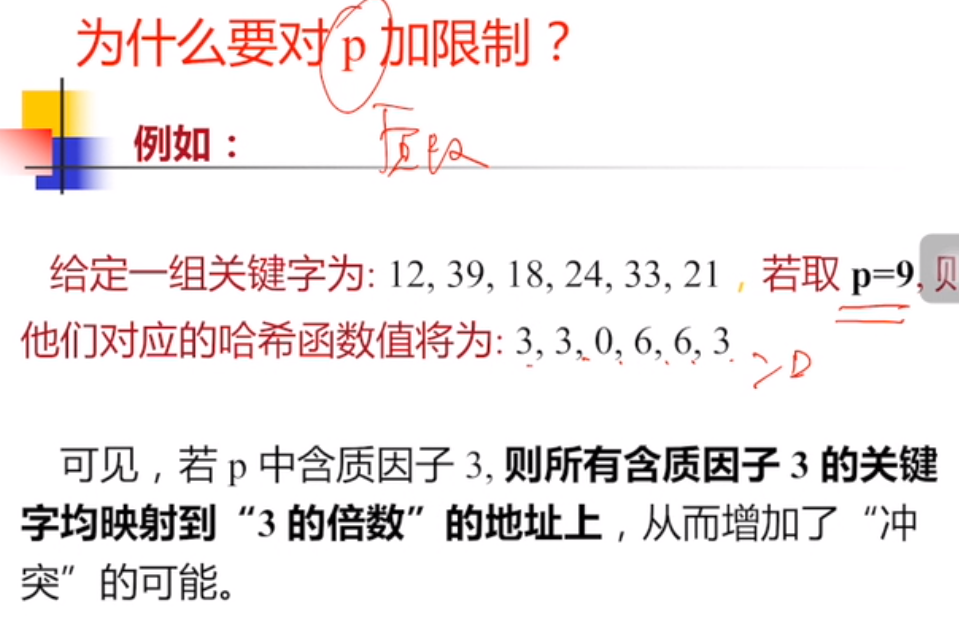 为什么要对 p 加限制？
例如：
给定一组关键字为: 12, 39, 18, 24, 33, 21 ，若取 p=9, 则
他们对应的哈希函数值将为: 3, 3, 0, 6, 6, 3
可见，若 p 中含质因子 3, 则所有含质因子 3 的关键
字均映射到“3 的倍数”的地址上，从而增加了“冲
突”的可能。